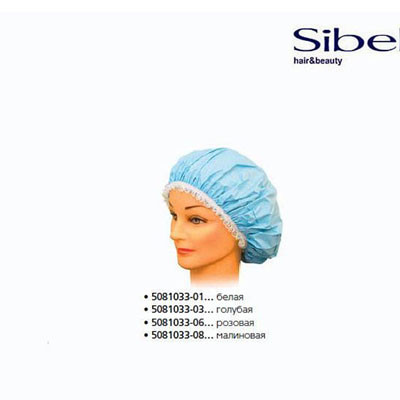 Sibel
hair&beauty
• 5081033-01... белая
• 5081033-03... голубая
• 5081033-06... розовая
• 5081033-08... малиновая